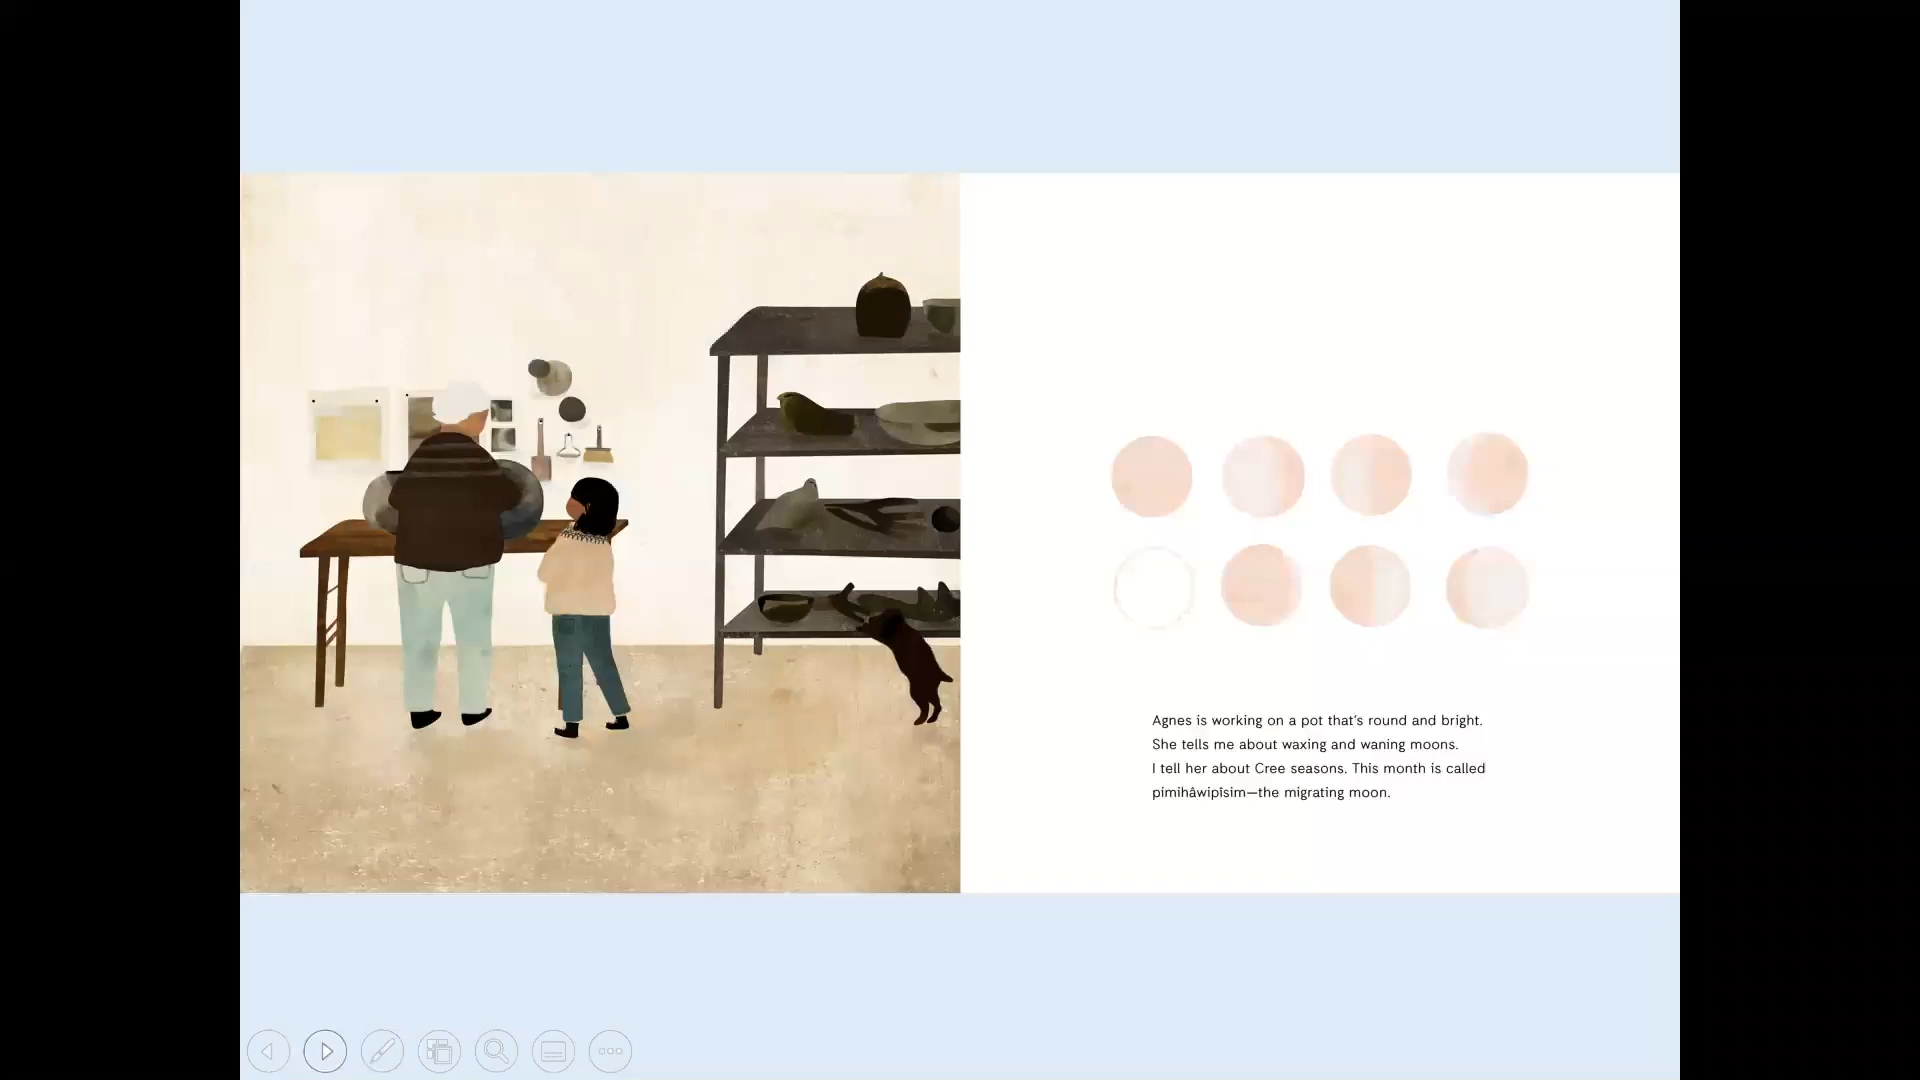 Agnes is working on a pot that's round and bright.
She tells me about waxing and waning moons.
I tell her about Cree seasons. This month is called
pimihâwipîsim—the migrating moon.